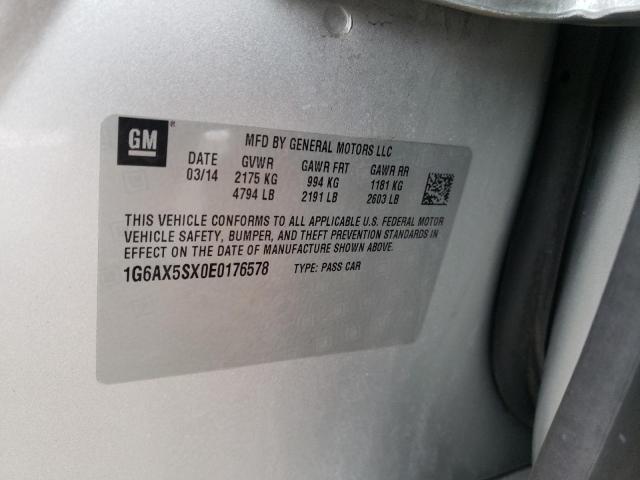 GM ®
MFD BY GENERAL MOTORS LLC
DATE GVWR GAWR FRT GAWR RR
03/14 2175 KG 994 KG 1181 KG
4794 LB 2191 LB 2603 LB
THIS VEHICLE CONFORMS TO ALL APPLICABLE U.S. FEDERAL MOTOR
VEHICLE SAFETY, BUMPER, AND THEFT PREVENTION STANDARDS IN
EFFECT ON THE DATE OF MANUFACTURE SHOWN ABOVE.
1G6AX5SX0E0176578 TYPE: PASS CAR